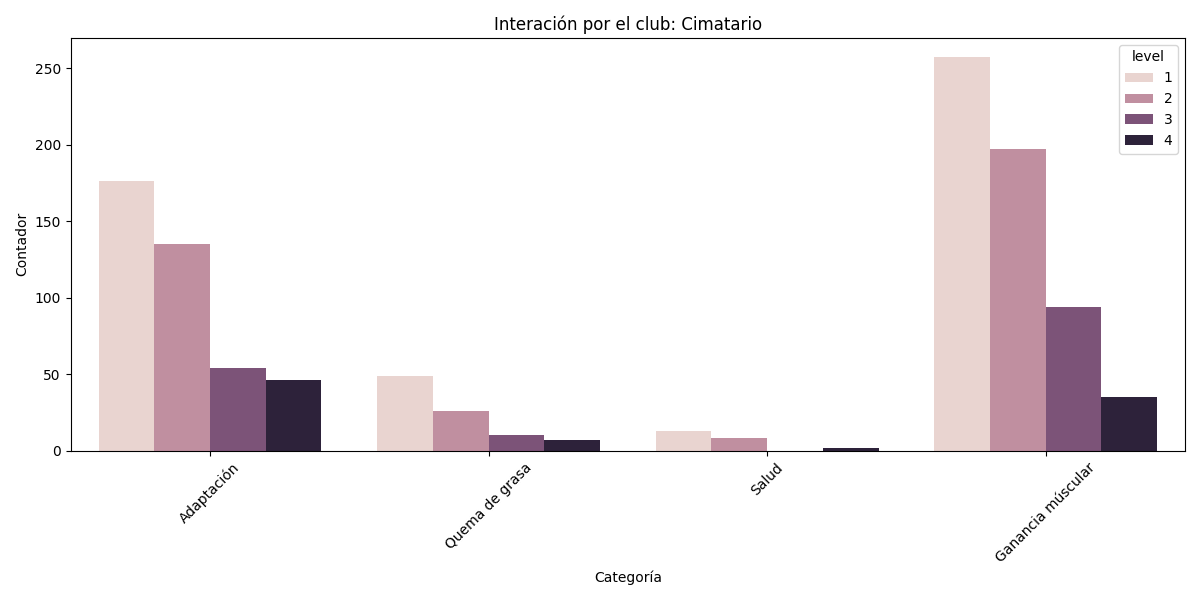 Interación por el club: Cimatario
level
1
2
3
4
250
200
150
100
50
0
Contador
Adaptación
Quema de grasa
Salud
Ganancia múscular
Categoría